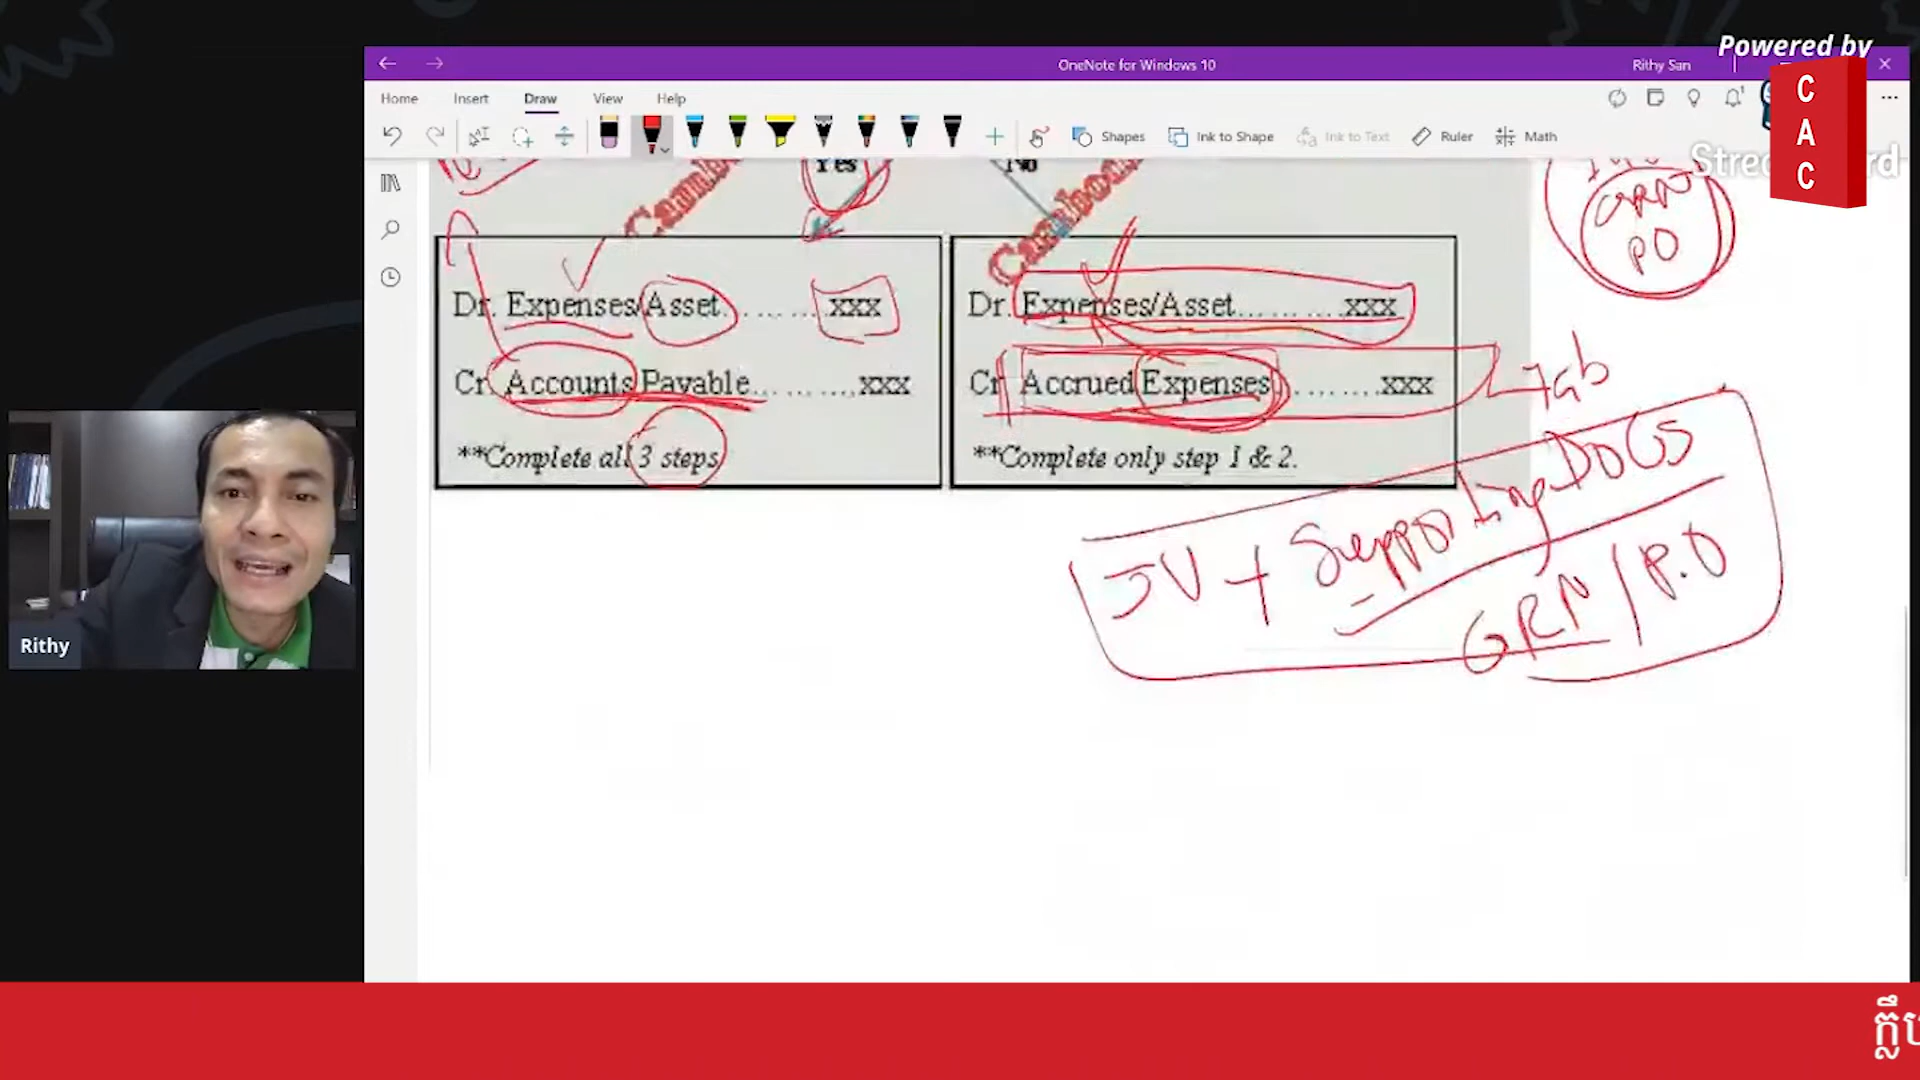 Powered by
OneNote for Windows 10
Rithy San
C
A
C
Home Insert Draw View Help
Shapes Ink to Shape Ink to Text Ruler Math
Yes No
GRN
PO
Dr. Expenses/Asset..........xxx
Cr. Accounts Payable..........xxx
**Complete all 3 steps
Dr. Expenses/Asset..........xxx
Cr. Accrued Expenses..........xxx
**Complete only step 1 & 2.
JV + Supporting DOCS
GRN / P.O
Rithy